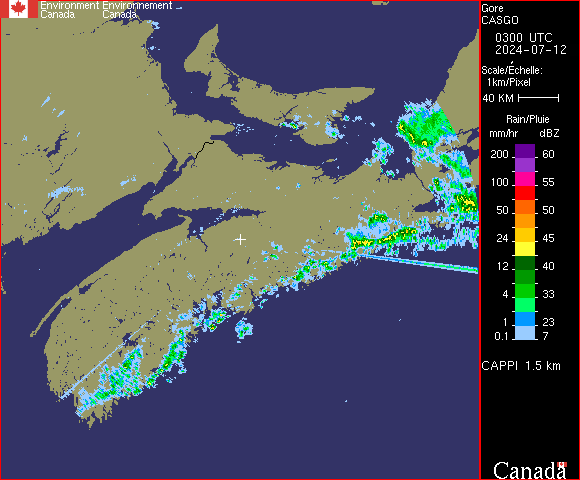 Environment Environnement
Canada Canada
Gore
CASGO
0300 UTC
2024-07-12
Scale/Échelle:
1km/Pixel
40 KM
Rain/Pluie
mm/hr dBZ
200 60
100 55
50 50
24 45
12 40
4 33
1 23
0.1 7
CAPPI 1.5 km
Canada